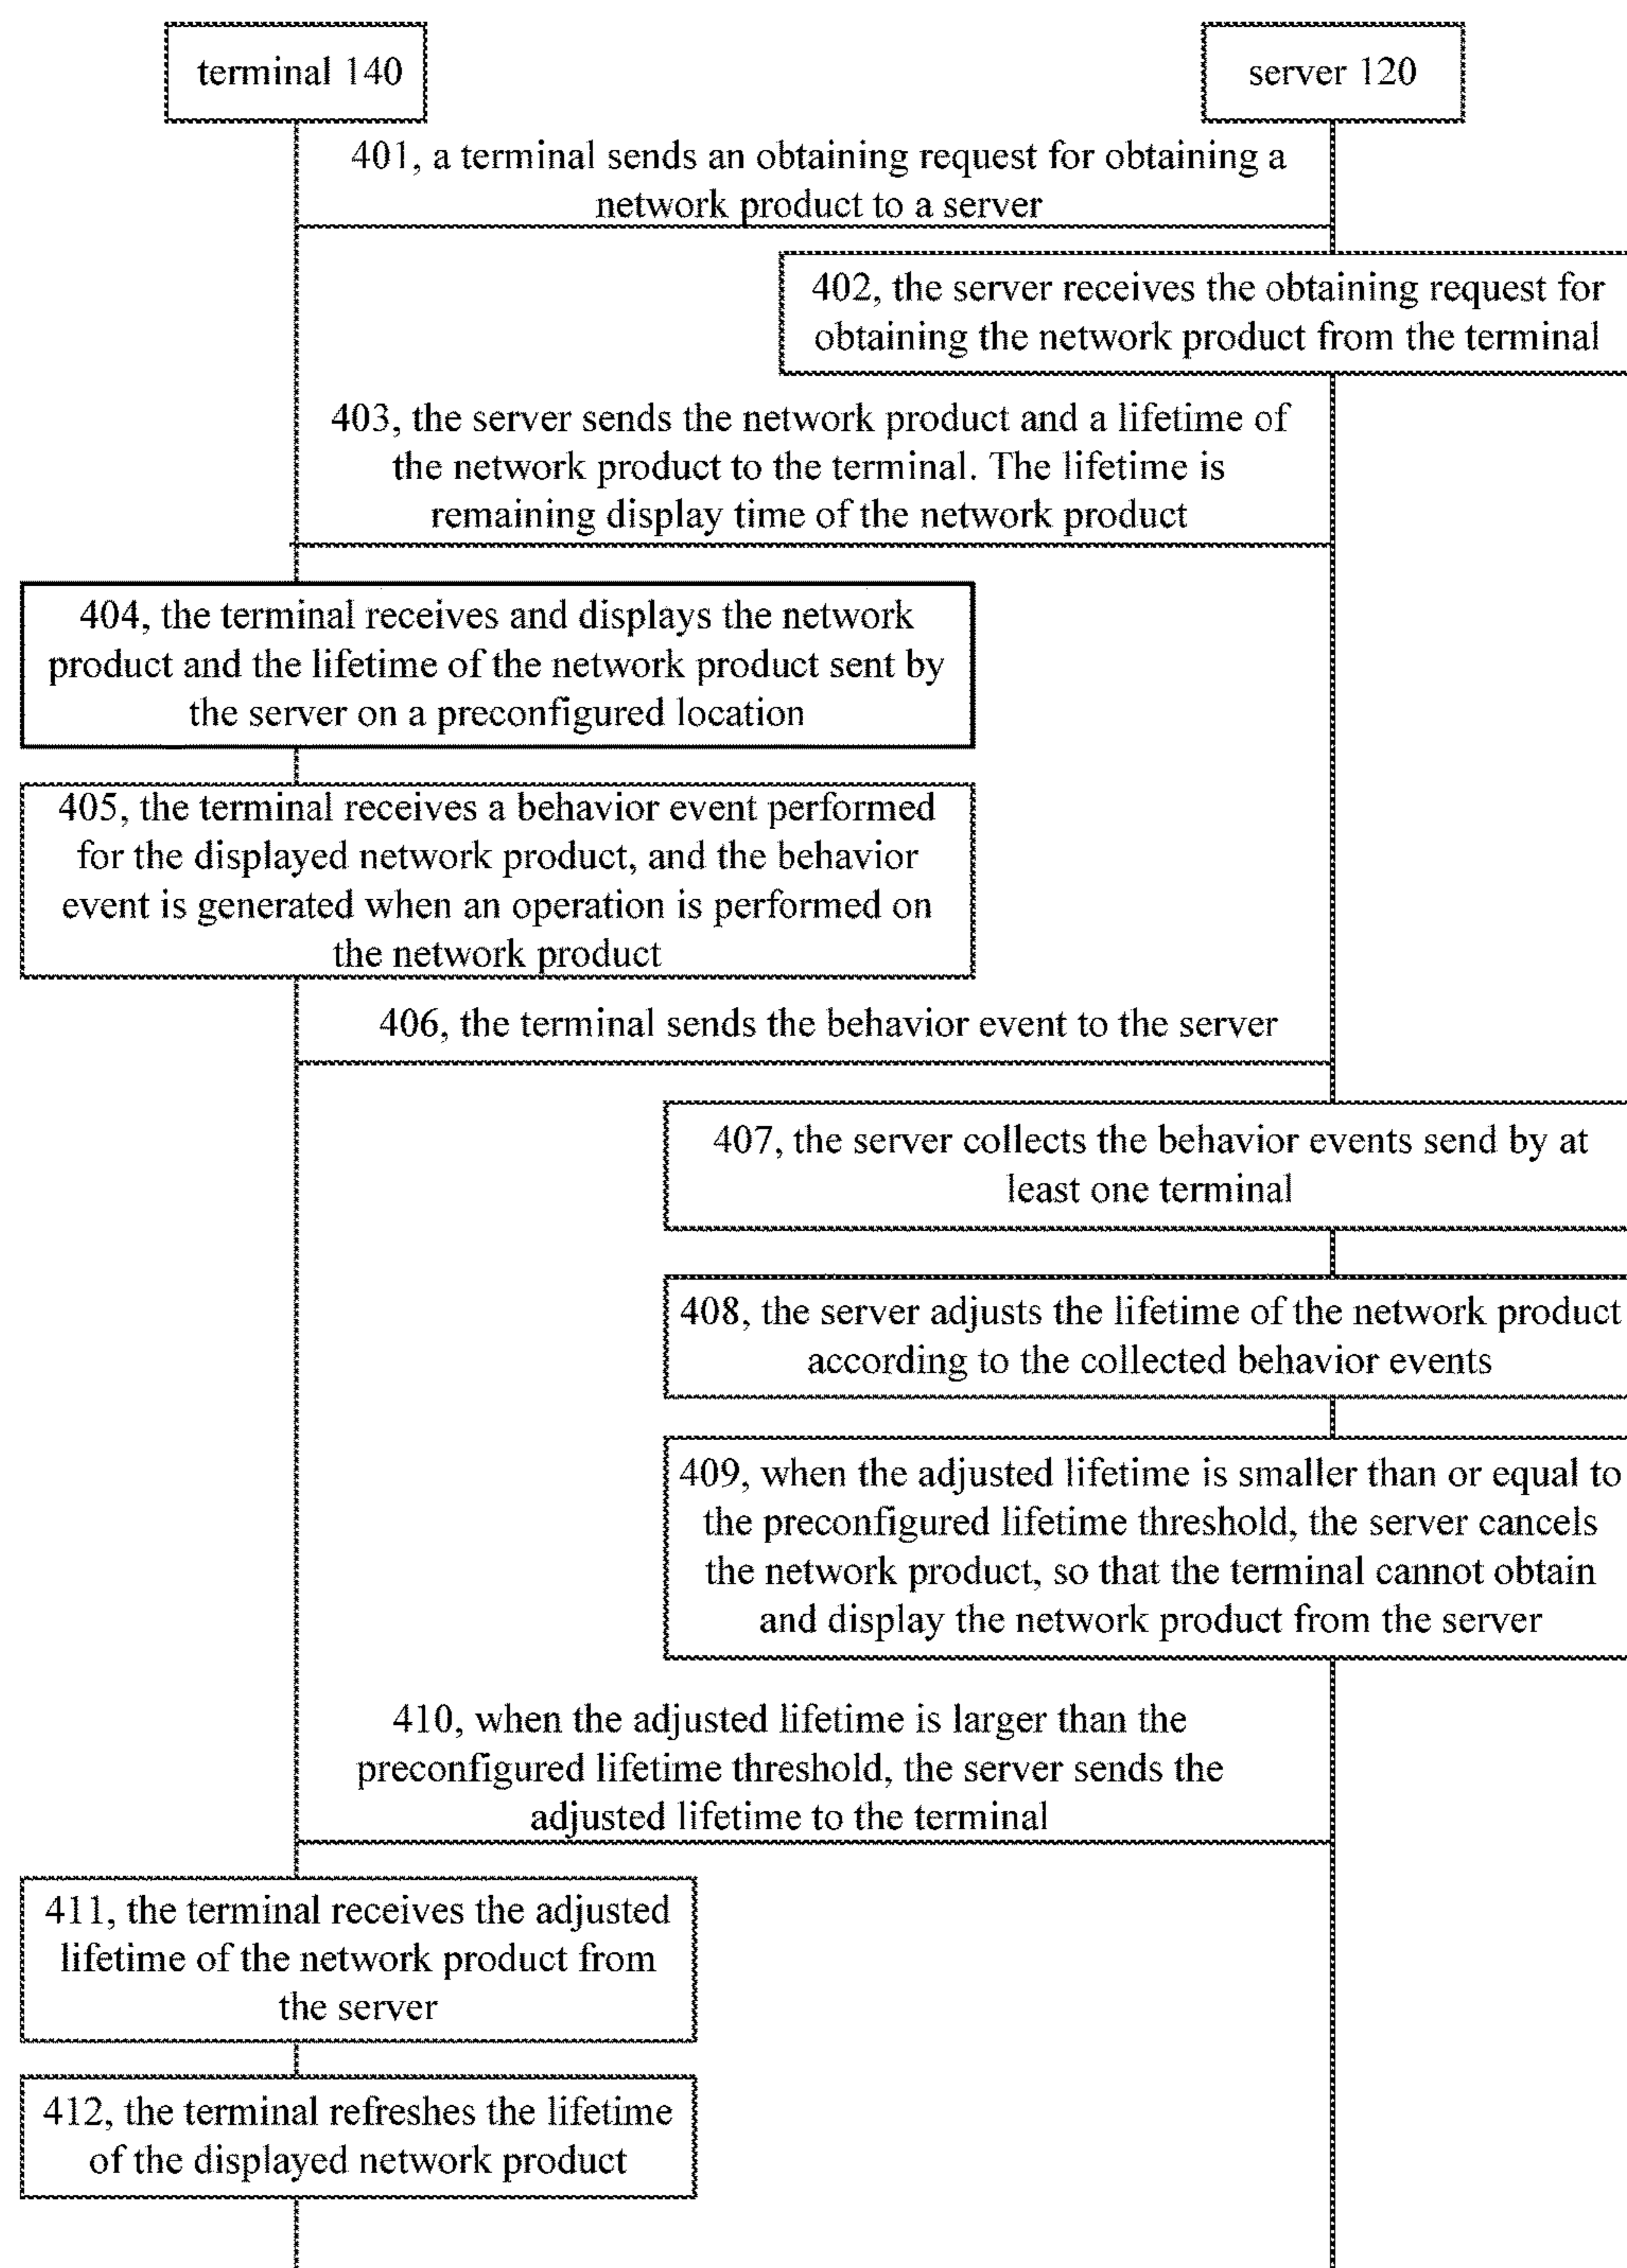 terminal 140
server 120
401, a terminal sends an obtaining request for obtaining a
network product to a server
402, the server receives the obtaining request for
obtaining the network product from the terminal
403, the server sends the network product and a lifetime of
the network product to the terminal. The lifetime is
remaining display time of the network product
404, the terminal receives and displays the network
product and the lifetime of the network product sent by
the server on a preconfigured location
405, the terminal receives a behavior event performed
for the displayed network product, and the behavior
event is generated when an operation is performed on
the network product
406, the terminal sends the behavior event to the server
407, the server collects the behavior events send by at
least one terminal
408, the server adjusts the lifetime of the network product
according to the collected behavior events
409, when the adjusted lifetime is smaller than or equal to
the preconfigured lifetime threshold, the server cancels
the network product, so that the terminal cannot obtain
and display the network product from the server
410, when the adjusted lifetime is larger than the
preconfigured lifetime threshold, the server sends the
adjusted lifetime to the terminal
411, the terminal receives the adjusted
lifetime of the network product from
the server
412, the terminal refreshes the lifetime
of the displayed network product